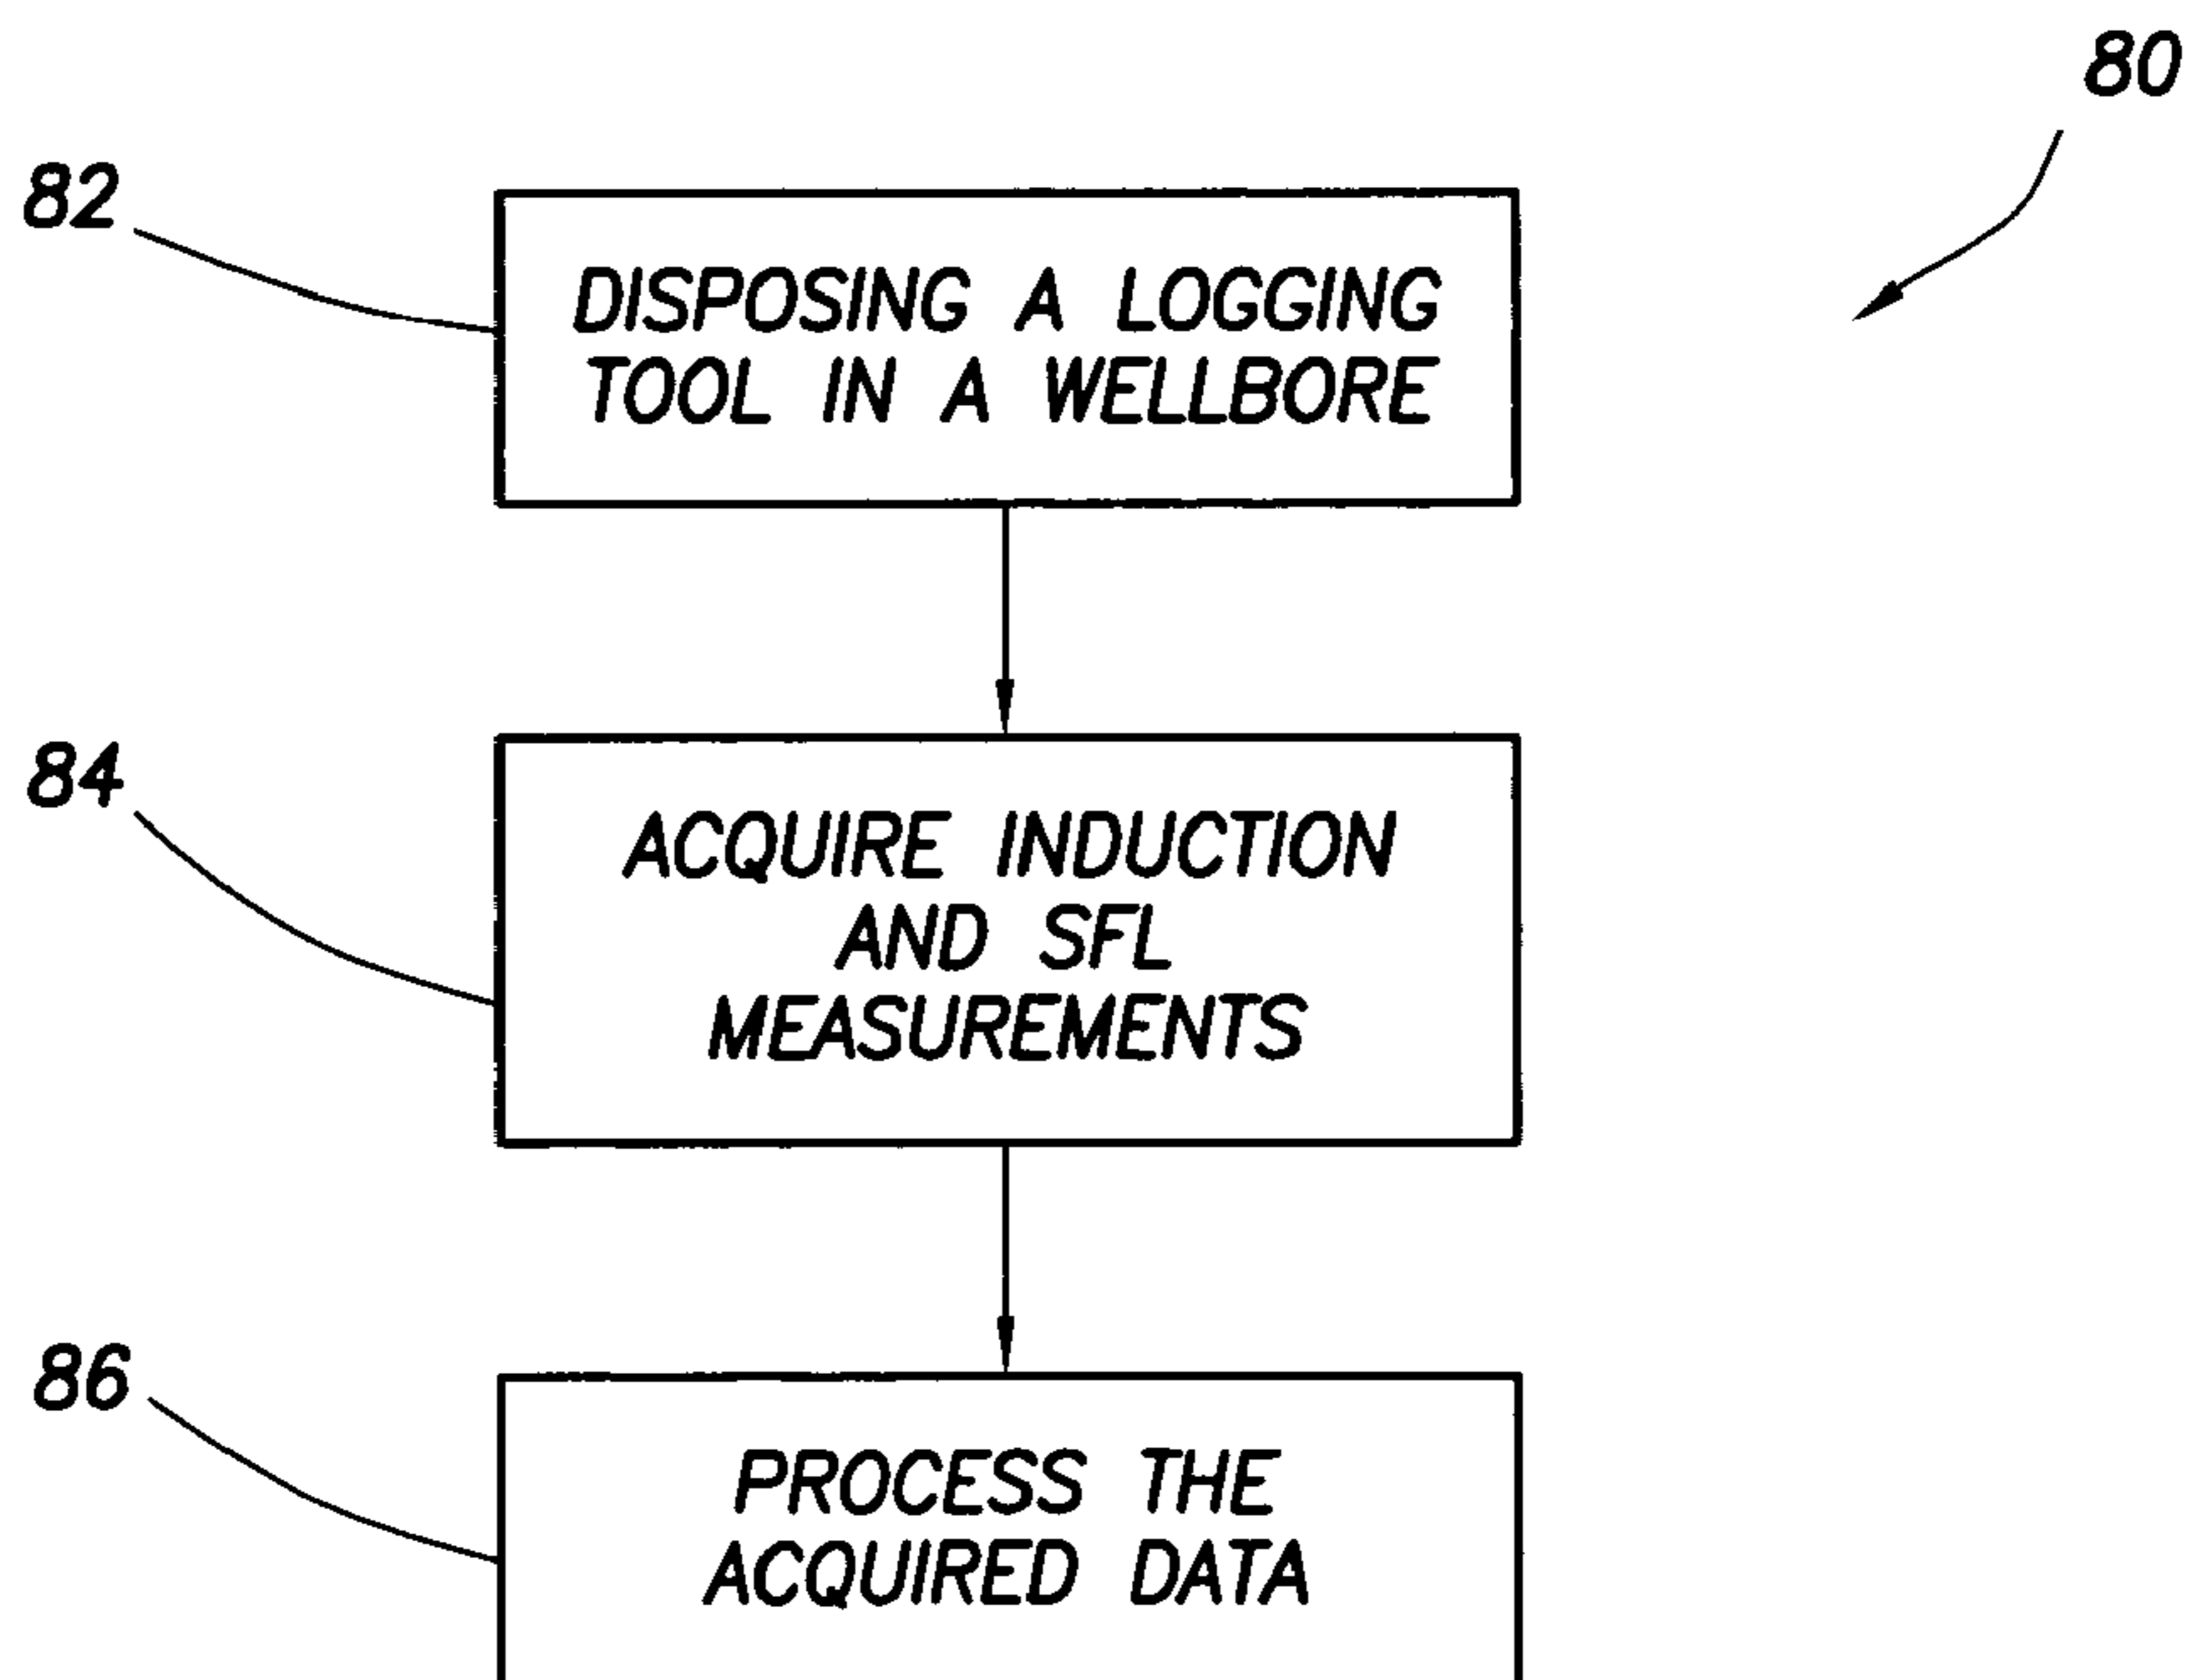 80
82
DISPOSING A LOGGING
TOOL IN A WELLBORE
84
ACQUIRE INDUCTION
AND SFL
MEASUREMENTS
86
PROCESS THE
ACQUIRED DATA